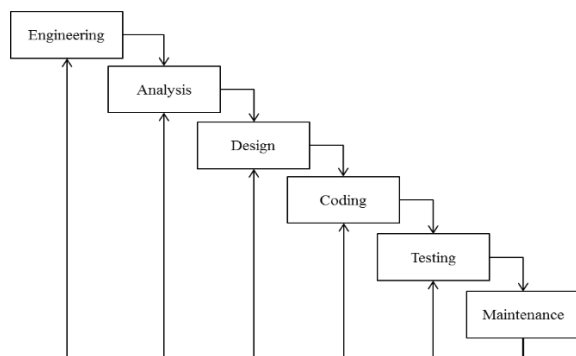 Engineering
Analysis
Design
Coding
Testing
Maintenance